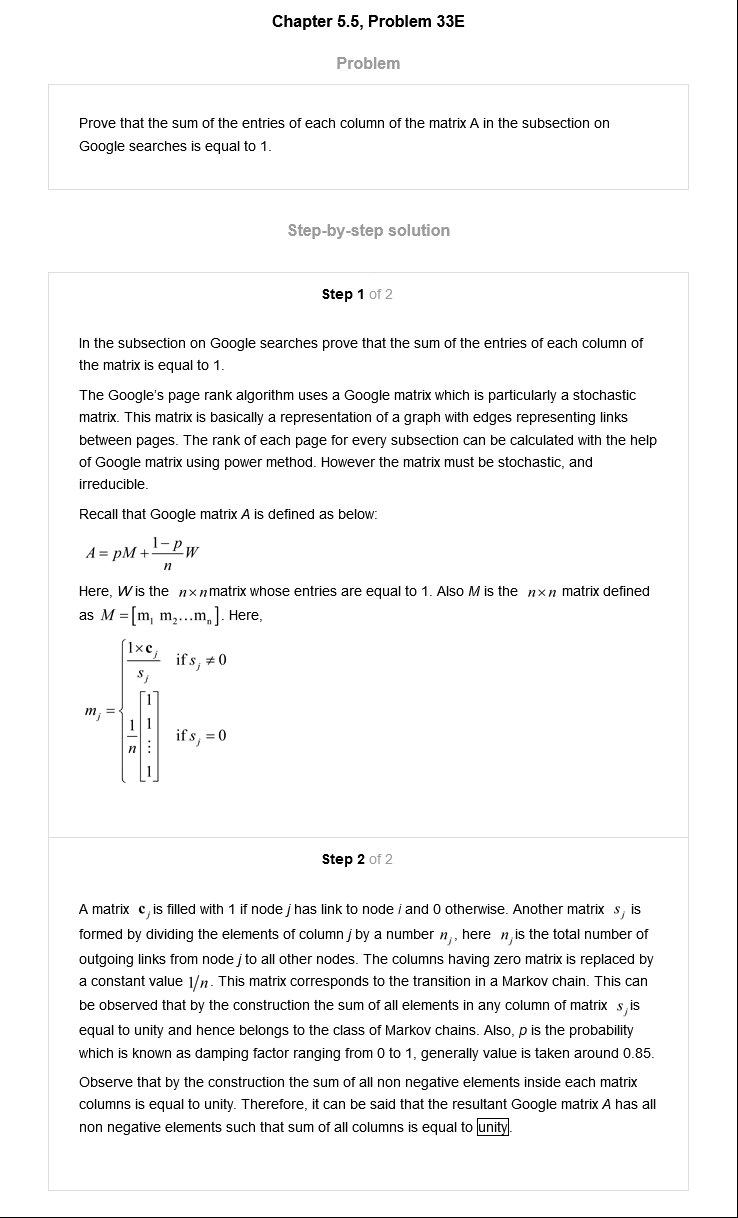 Chapter 5.5, Problem 33E
Problem
Prove that the sum of the entries of each column of the matrix A in the subsection on
Google searches is equal to 1.
Step-by-step solution
Step 1 of 2
In the subsection on Google searches prove that the sum of the entries of each column of
the matrix is equal to 1.
The Google's page rank algorithm uses a Google matrix which is particularly a stochastic
matrix. This matrix is basically a representation of a graph with edges representing links
between pages. The rank of each page for every subsection can be calculated with the help
of Google matrix using power method. However the matrix must be stochastic, and
irreducible.
Recall that Google matrix A is defined as below:
A = pM + \frac{1-p}{n} W
Here, W is the n×n matrix whose entries are equal to 1. Also M is the n×n matrix defined
as M = [m₁ m₂...mₙ]. Here,
m_j = \begin{cases} \frac{1×\mathbf{c}_j}{s_j} & \text{if } s_j ≠ 0 \\ \frac{1}{n} \begin{bmatrix} 1 \\ 1 \\ ⋮ \\ 1 \end{bmatrix} & \text{if } s_j = 0 \end{cases}
Step 2 of 2
A matrix c_j is filled with 1 if node j has link to node i and 0 otherwise. Another matrix s_j is
formed by dividing the elements of column j by a number n_j, here n_j is the total number of
outgoing links from node j to all other nodes. The columns having zero matrix is replaced by
a constant value 1/n. This matrix corresponds to the transition in a Markov chain. This can
be observed that by the construction the sum of all elements in any column of matrix s_j is
equal to unity and hence belongs to the class of Markov chains. Also, p is the probability
which is known as damping factor ranging from 0 to 1, generally value is taken around 0.85.
Observe that by the construction the sum of all non negative elements inside each matrix
columns is equal to unity. Therefore, it can be said that the resultant Google matrix A has all
non negative elements such that sum of all columns is equal to unity.